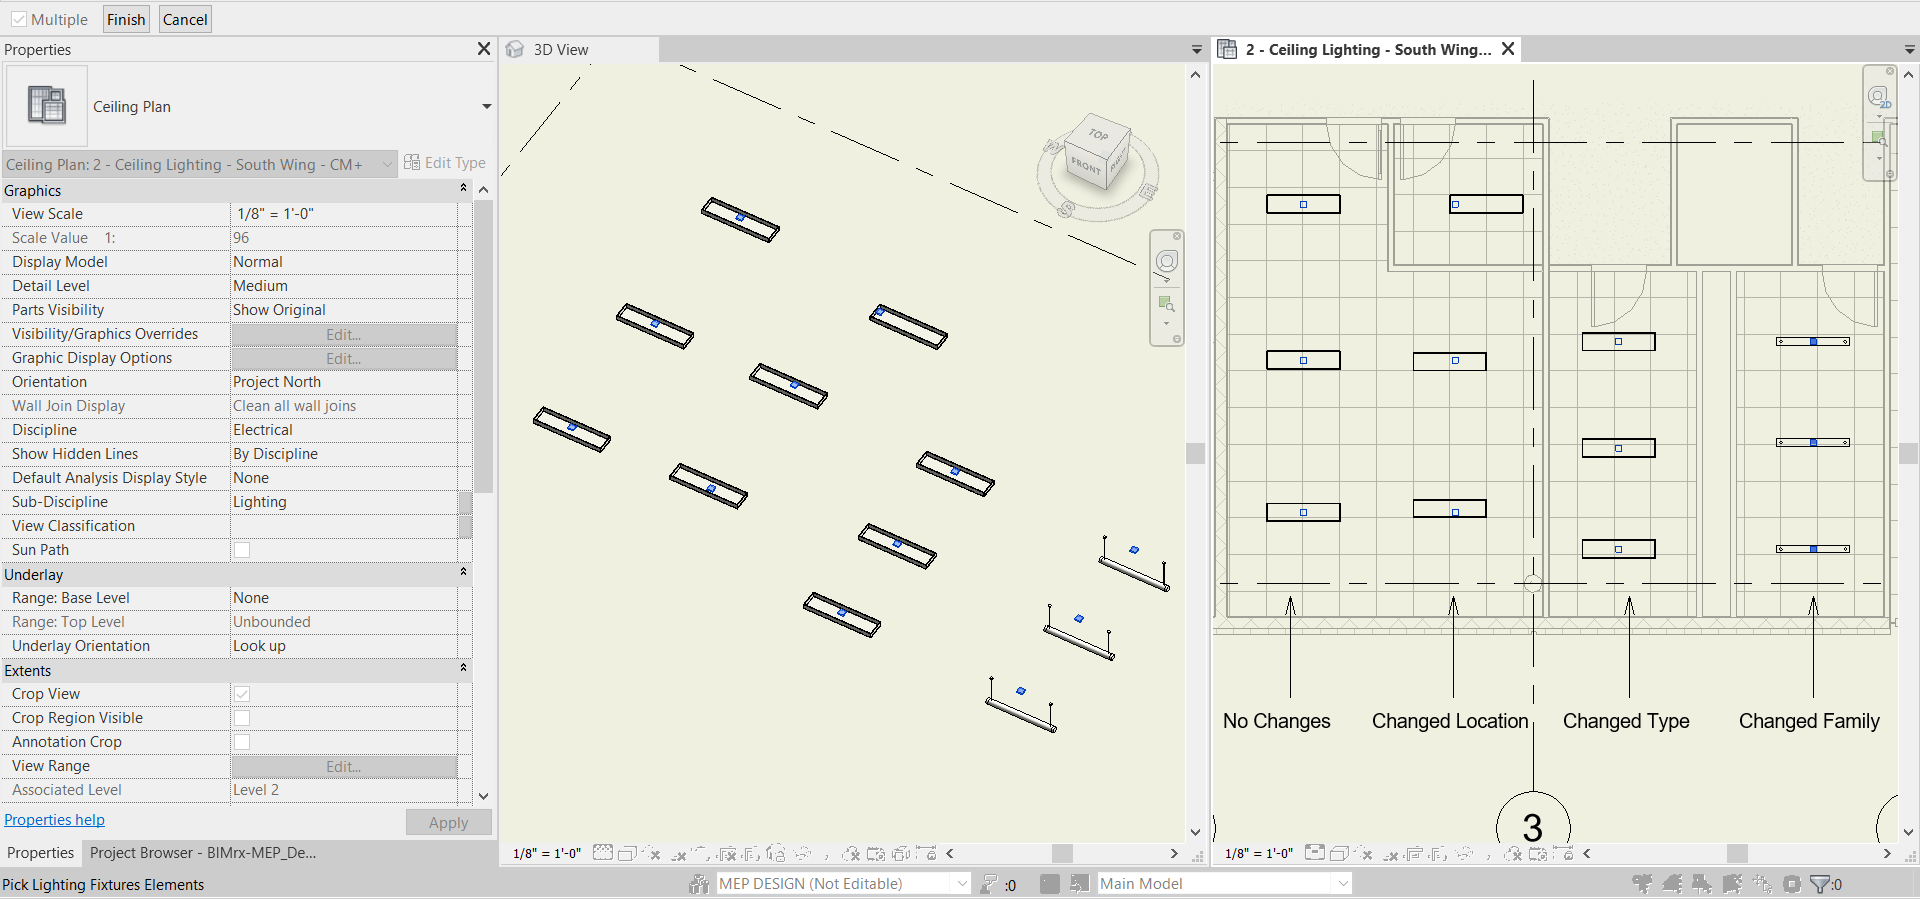 Multiple Finish Cancel
Properties
Ceiling Plan
Ceiling Plan: 2 - Ceiling Lighting - South Wing - CM+ Edit Type
Graphics
View Scale 1/8" = 1'-0"
Scale Value 1: 96
Display Model Normal
Detail Level Medium
Parts Visibility Show Original
Visibility/Graphics Overrides Edit...
Graphic Display Options Edit...
Orientation Project North
Wall Join Display Clean all wall joins
Discipline Electrical
Show Hidden Lines By Discipline
Default Analysis Display Style None
Sub-Discipline Lighting
View Classification
Sun Path
Underlay
Range: Base Level None
Range: Top Level Unbounded
Underlay Orientation Look up
Extents
Crop View
Crop Region Visible
Annotation Crop
View Range Edit...
Associated Level Level 2
Properties help Apply
Properties Project Browser - BIMrx-MEP_De...
Pick Lighting Fixtures Elements
3D View
TOP
FRONT
W
S
1/8" = 1'-0"
2 - Ceiling Lighting - South Wing...
2D
No Changes Changed Location Changed Type Changed Family
3
1/8" = 1'-0"
MEP DESIGN (Not Editable) :0 Main Model :0